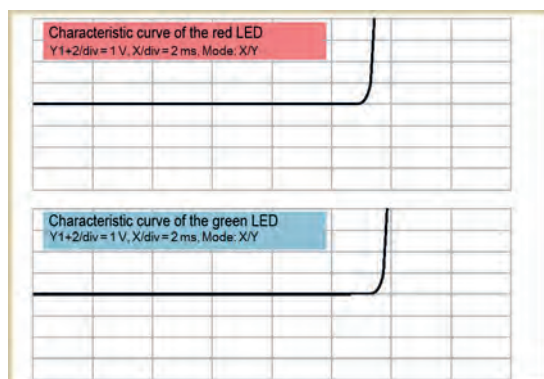 Characteristic curve of the red LED
Y1+2/div = 1 V, X/div = 2 ms, Mode: X/Y
Characteristic curve of the green LED
Y1+2/div = 1 V, X/div = 2 ms, Mode: X/Y